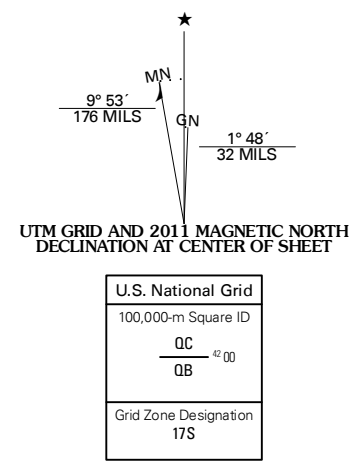 ★
MN
9° 53´
176 MILS
GN
1° 48´
32 MILS
UTM GRID AND 2011 MAGNETIC NORTH
DECLINATION AT CENTER OF SHEET
U.S. National Grid
100,000-m Square ID
QC
42 00
QB
Grid Zone Designation
17S